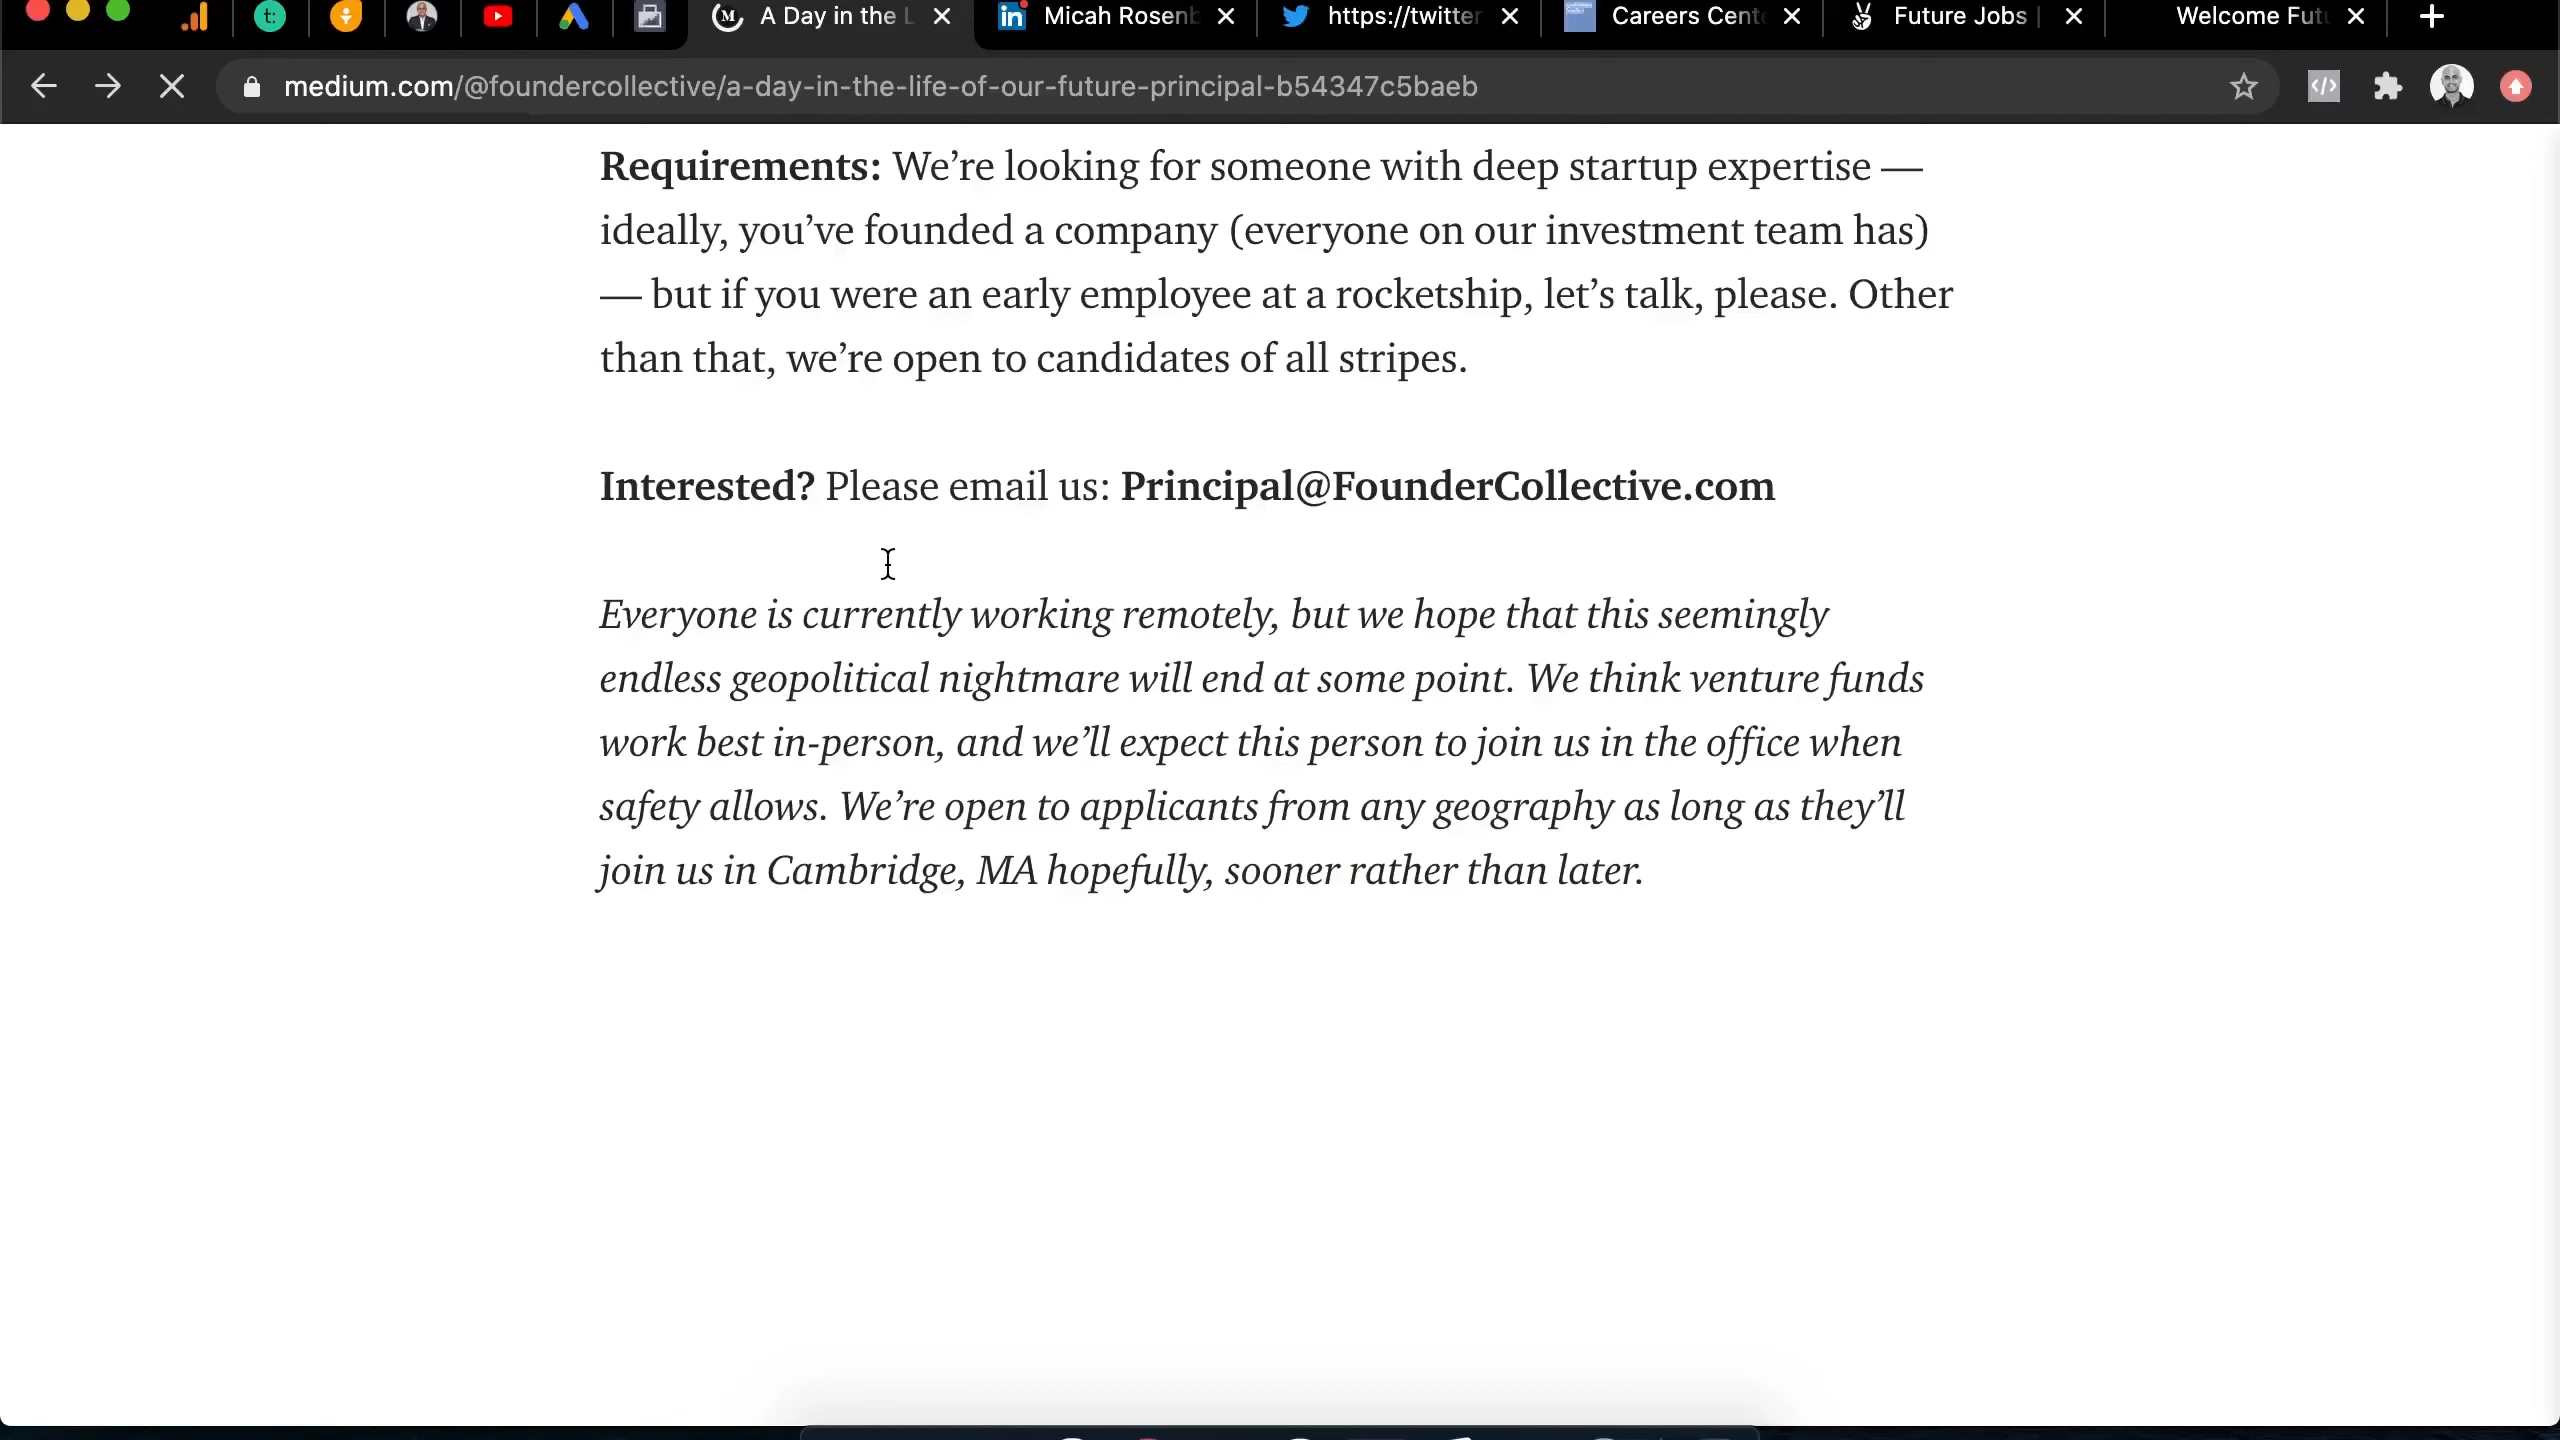 A Day in the L
Micah Rosenb
https://twitter
Careers Cente
Future Jobs |
Welcome Futu
medium.com/@foundercollective/a-day-in-the-life-of-our-future-principal-b54347c5baeb
Requirements: We’re looking for someone with deep startup expertise —
ideally, you’ve founded a company (everyone on our investment team has)
— but if you were an early employee at a rocketship, let’s talk, please. Other
than that, we’re open to candidates of all stripes.
Interested? Please email us: Principal@FounderCollective.com
Everyone is currently working remotely, but we hope that this seemingly
endless geopolitical nightmare will end at some point. We think venture funds
work best in-person, and we’ll expect this person to join us in the office when
safety allows. We’re open to applicants from any geography as long as they’ll
join us in Cambridge, MA hopefully, sooner rather than later.